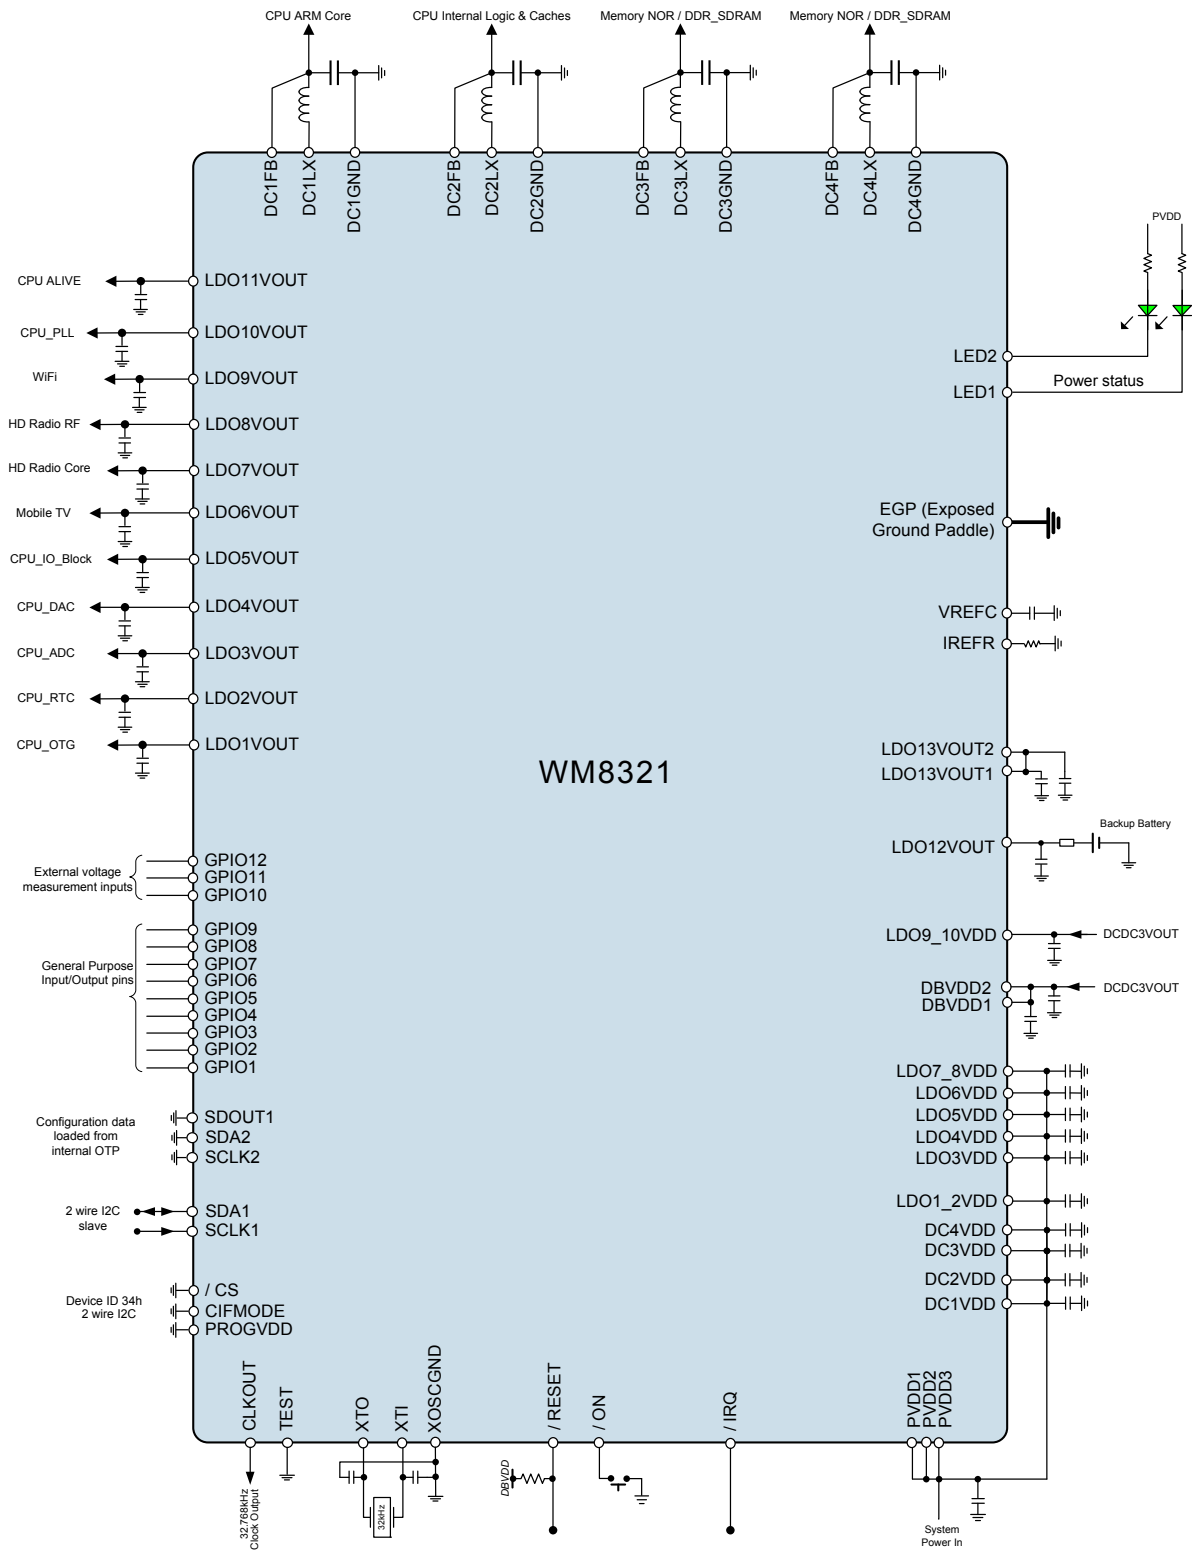 CPU ARM Core
CPU Internal Logic & Caches
Memory NOR / DDR_SDRAM
Memory NOR / DDR_SDRAM
DC1FB
DC1LX
DC1GND
DC2FB
DC2LX
DC2GND
DC3FB
DC3LX
DC3GND
DC4FB
DC4LX
DC4GND
PVDD
CPU ALIVE
LDO11VOUT
CPU_PLL
LDO10VOUT
WiFi
LDO9VOUT
HD Radio RF
LDO8VOUT
HD Radio Core
LDO7VOUT
Mobile TV
LDO6VOUT
CPU_IO_Block
LDO5VOUT
CPU_DAC
LDO4VOUT
CPU_ADC
LDO3VOUT
CPU_RTC
LDO2VOUT
CPU_OTG
LDO1VOUT
LED2
LED1
Power status
EGP (Exposed
Ground Paddle)
VREFC
IREFR
WM8321
LDO13VOUT2
LDO13VOUT1
LDO12VOUT
Backup Battery
External voltage
measurement inputs
GPIO12
GPIO11
GPIO10
General Purpose
Input/Output pins
GPIO9
GPIO8
GPIO7
GPIO6
GPIO5
GPIO4
GPIO3
GPIO2
GPIO1
LDO9_10VDD
DCDC3VOUT
DBVDD2
DBVDD1
DCDC3VOUT
LDO7_8VDD
LDO6VDD
LDO5VDD
LDO4VDD
LDO3VDD
LDO1_2VDD
DC4VDD
DC3VDD
DC2VDD
DC1VDD
Configuration data
loaded from
internal OTP
SDOUT1
SDA2
SCLK2
2 wire I2C
slave
SDA1
SCLK1
Device ID 34h
2 wire I2C
/ CS
CIFMODE
PROGVDD
CLKOUT
TEST
XTO
XTI
XOSCGND
/ RESET
/ ON
/ IRQ
PVDD1
PVDD2
PVDD3
32.768kHz
Clock Output
32kHz
DBVDD
System
Power In